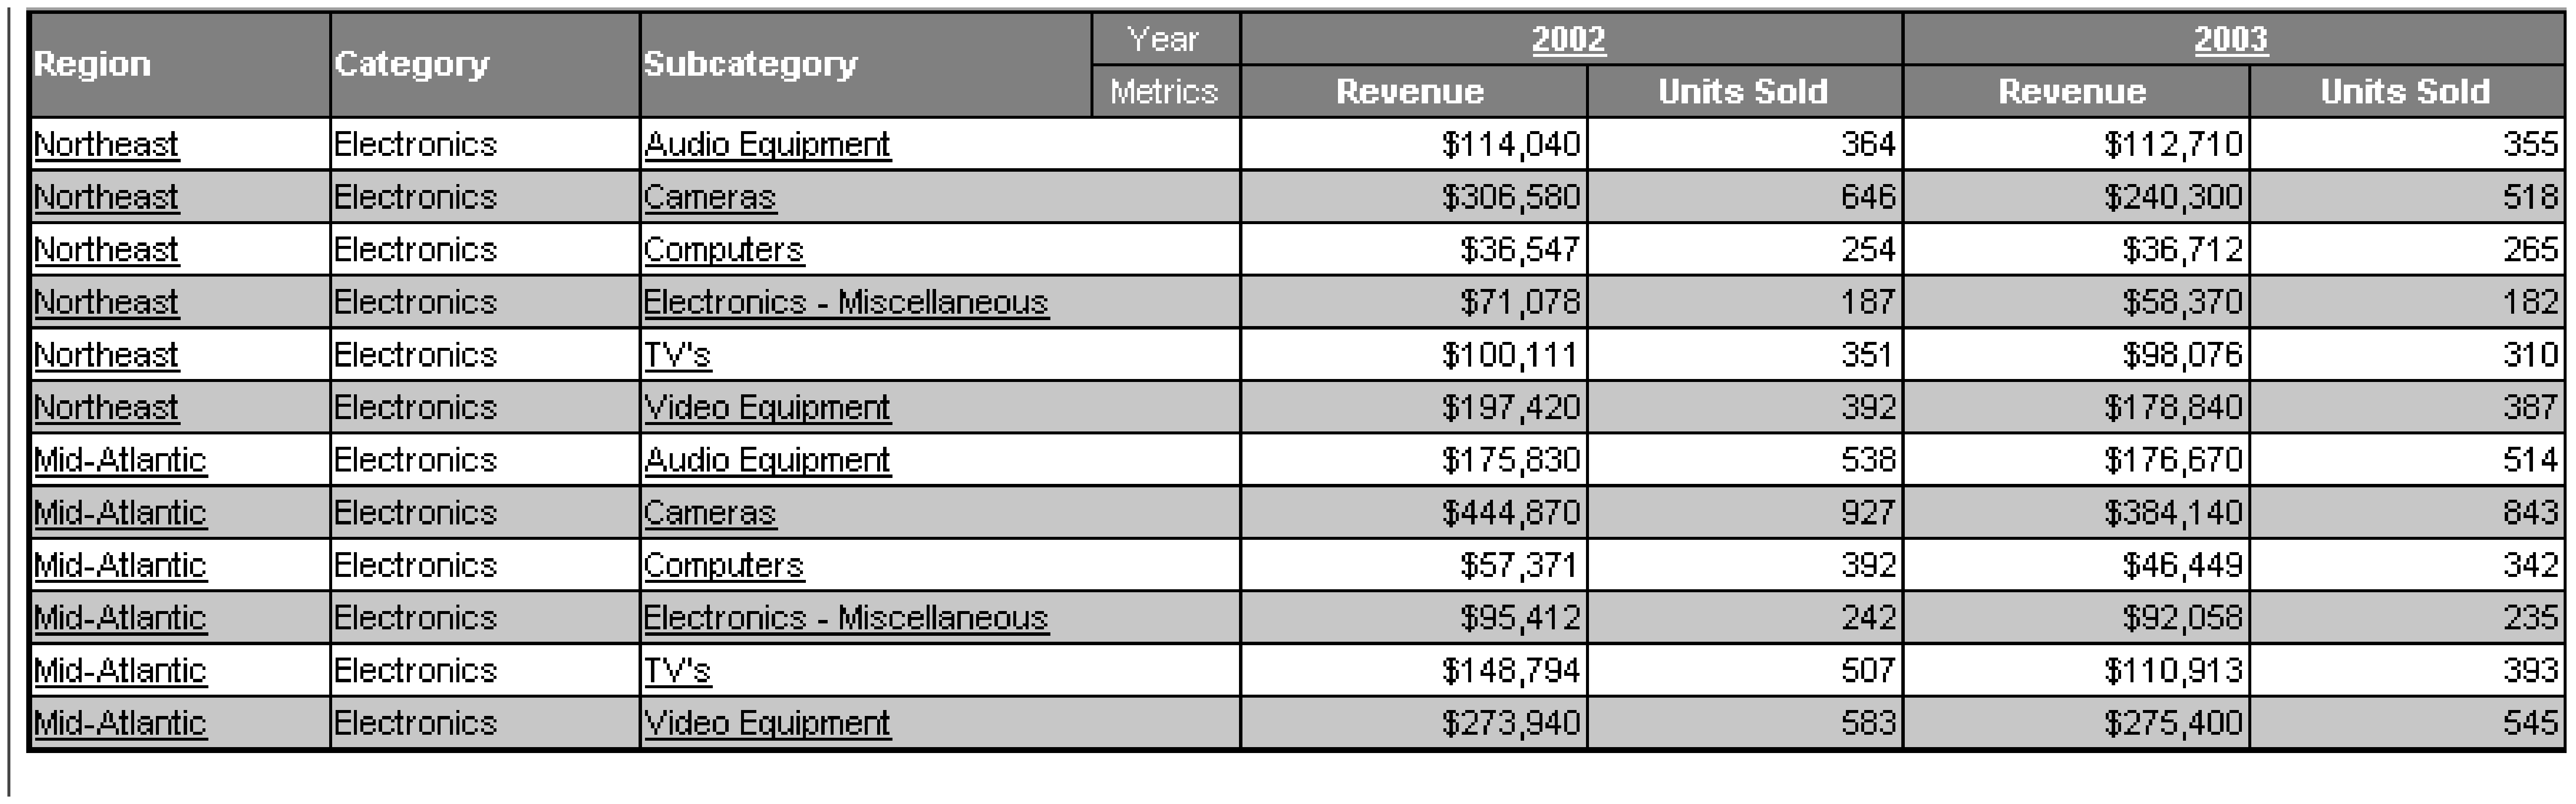 Region Category Subcategory Year 2002 2003
Metrics Revenue Units Sold Revenue Units Sold
Northeast Electronics Audio Equipment $114,040 364 $112,710 355
Northeast Electronics Cameras $306,580 646 $240,300 518
Northeast Electronics Computers $36,547 254 $36,712 265
Northeast Electronics Electronics - Miscellaneous $71,078 187 $58,370 182
Northeast Electronics TV's $100,111 351 $98,076 310
Northeast Electronics Video Equipment $197,420 392 $178,840 387
Mid-Atlantic Electronics Audio Equipment $175,830 538 $176,670 514
Mid-Atlantic Electronics Cameras $444,870 927 $384,140 843
Mid-Atlantic Electronics Computers $57,371 392 $46,449 342
Mid-Atlantic Electronics Electronics - Miscellaneous $95,412 242 $92,058 235
Mid-Atlantic Electronics TV's $148,794 507 $110,913 393
Mid-Atlantic Electronics Video Equipment $273,940 583 $275,400 545